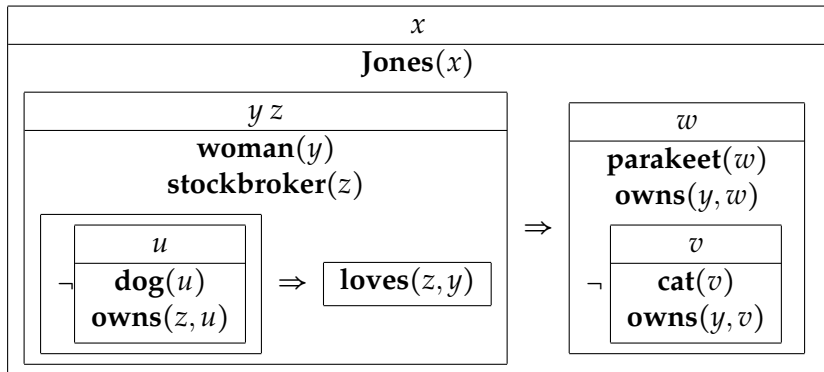 x
Jones(x)
y z
woman(y)
stockbroker(z)
¬
u
dog(u)
owns(z, u)
⇒
loves(z, y)
⇒
w
parakeet(w)
owns(y, w)
¬
v
cat(v)
owns(y, v)